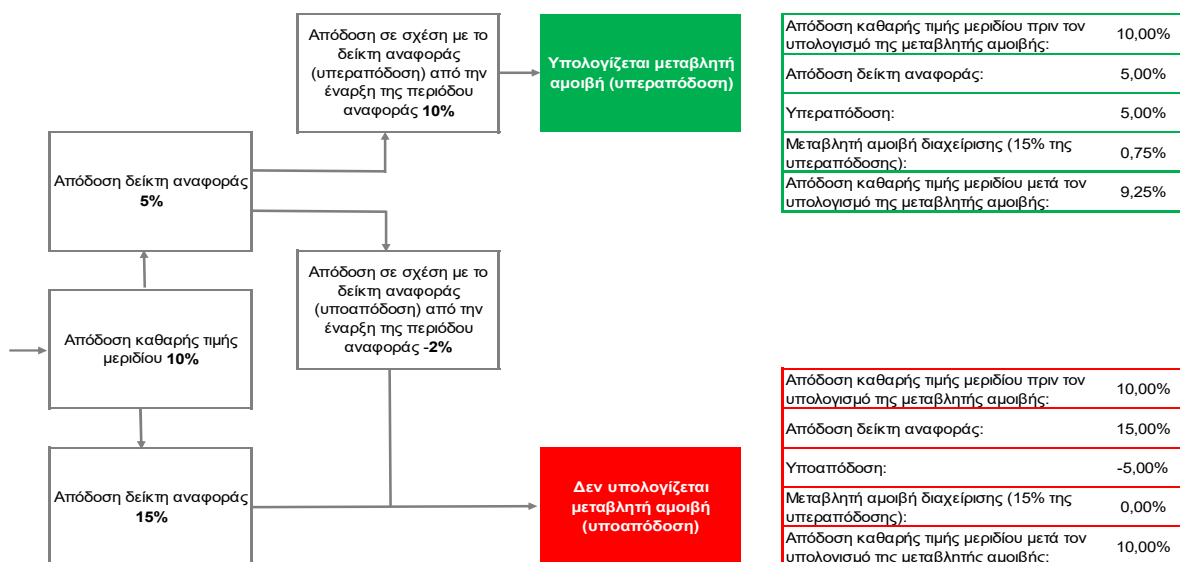 Απόδοση σε σχέση με το
δείκτη αναφοράς
(υπεραπόδοση) από την
έναρξη της περιόδου
αναφοράς 10%
Υπολογίζεται μεταβλητή
αμοιβή (υπεραπόδοση)
Απόδοση καθαρής τιμής μεριδίου πριν τον
υπολογισμό της μεταβλητής αμοιβής: 10,00%
Απόδοση δείκτη αναφοράς: 5,00%
Υπεραπόδοση: 5,00%
Μεταβλητή αμοιβή διαχείρισης (15% της
υπεραπόδοσης): 0,75%
Απόδοση καθαρής τιμής μεριδίου μετά τον
υπολογισμό της μεταβλητής αμοιβής: 9,25%
Απόδοση δείκτη αναφοράς
5%
Απόδοση σε σχέση με το
δείκτη αναφοράς
(υποαπόδοση) από την
έναρξη της περιόδου
αναφοράς -2%
Απόδοση καθαρής τιμής
μεριδίου 10%
Απόδοση δείκτη αναφοράς
15%
Δεν υπολογίζεται
μεταβλητή αμοιβή
(υποαπόδοση)
Απόδοση καθαρής τιμής μεριδίου πριν τον
υπολογισμό της μεταβλητής αμοιβής: 10,00%
Απόδοση δείκτη αναφοράς: 15,00%
Υποαπόδοση: -5,00%
Μεταβλητή αμοιβή διαχείρισης (15% της
υπεραπόδοσης): 0,00%
Απόδοση καθαρής τιμής μεριδίου μετά τον
υπολογισμό της μεταβλητής αμοιβής: 10,00%